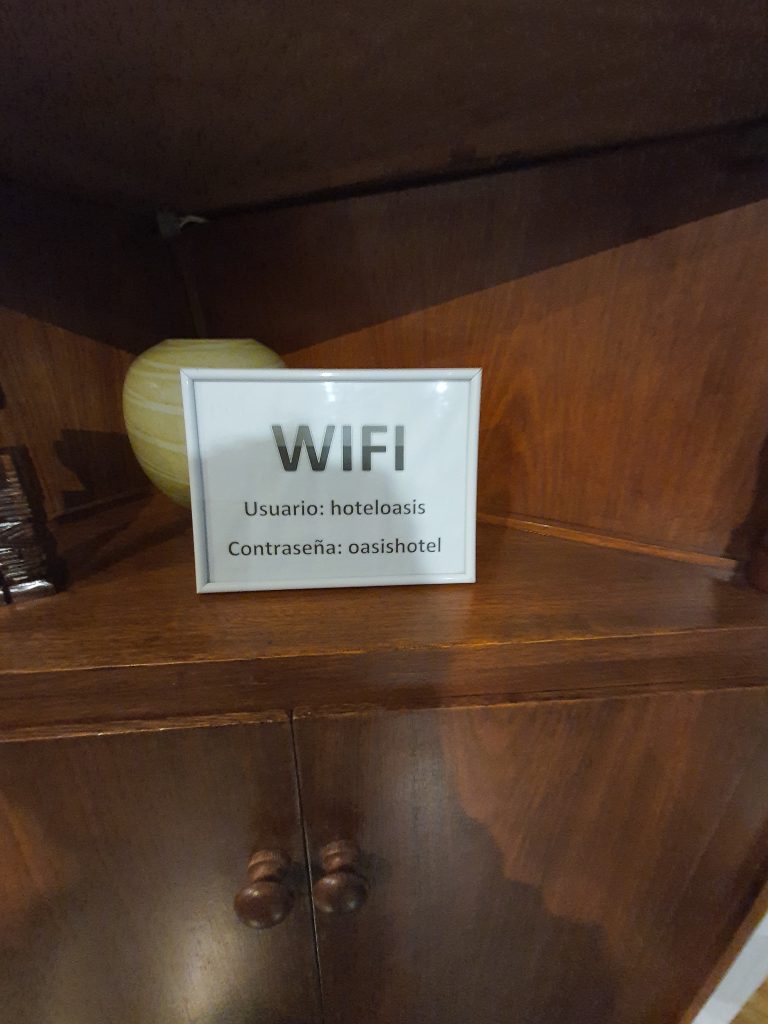 WIFI
Usuario: hoteloasis
Contraseña: oasishotel